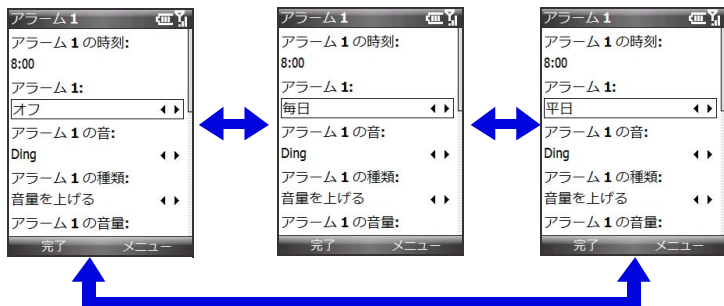 アラーム 1
アラーム 1 の時刻:
8:00
アラーム 1:
オフ
アラーム 1 の音:
Ding
アラーム 1 の種類:
音量を上げる
アラーム 1 の音量:
完了 メニュー
アラーム 1
アラーム 1 の時刻:
8:00
アラーム 1:
毎日
アラーム 1 の音:
Ding
アラーム 1 の種類:
音量を上げる
アラーム 1 の音量:
完了 メニュー
アラーム 1
アラーム 1 の時刻:
8:00
アラーム 1:
平日
アラーム 1 の音:
Ding
アラーム 1 の種類:
音量を上げる
アラーム 1 の音量:
完了 メニュー